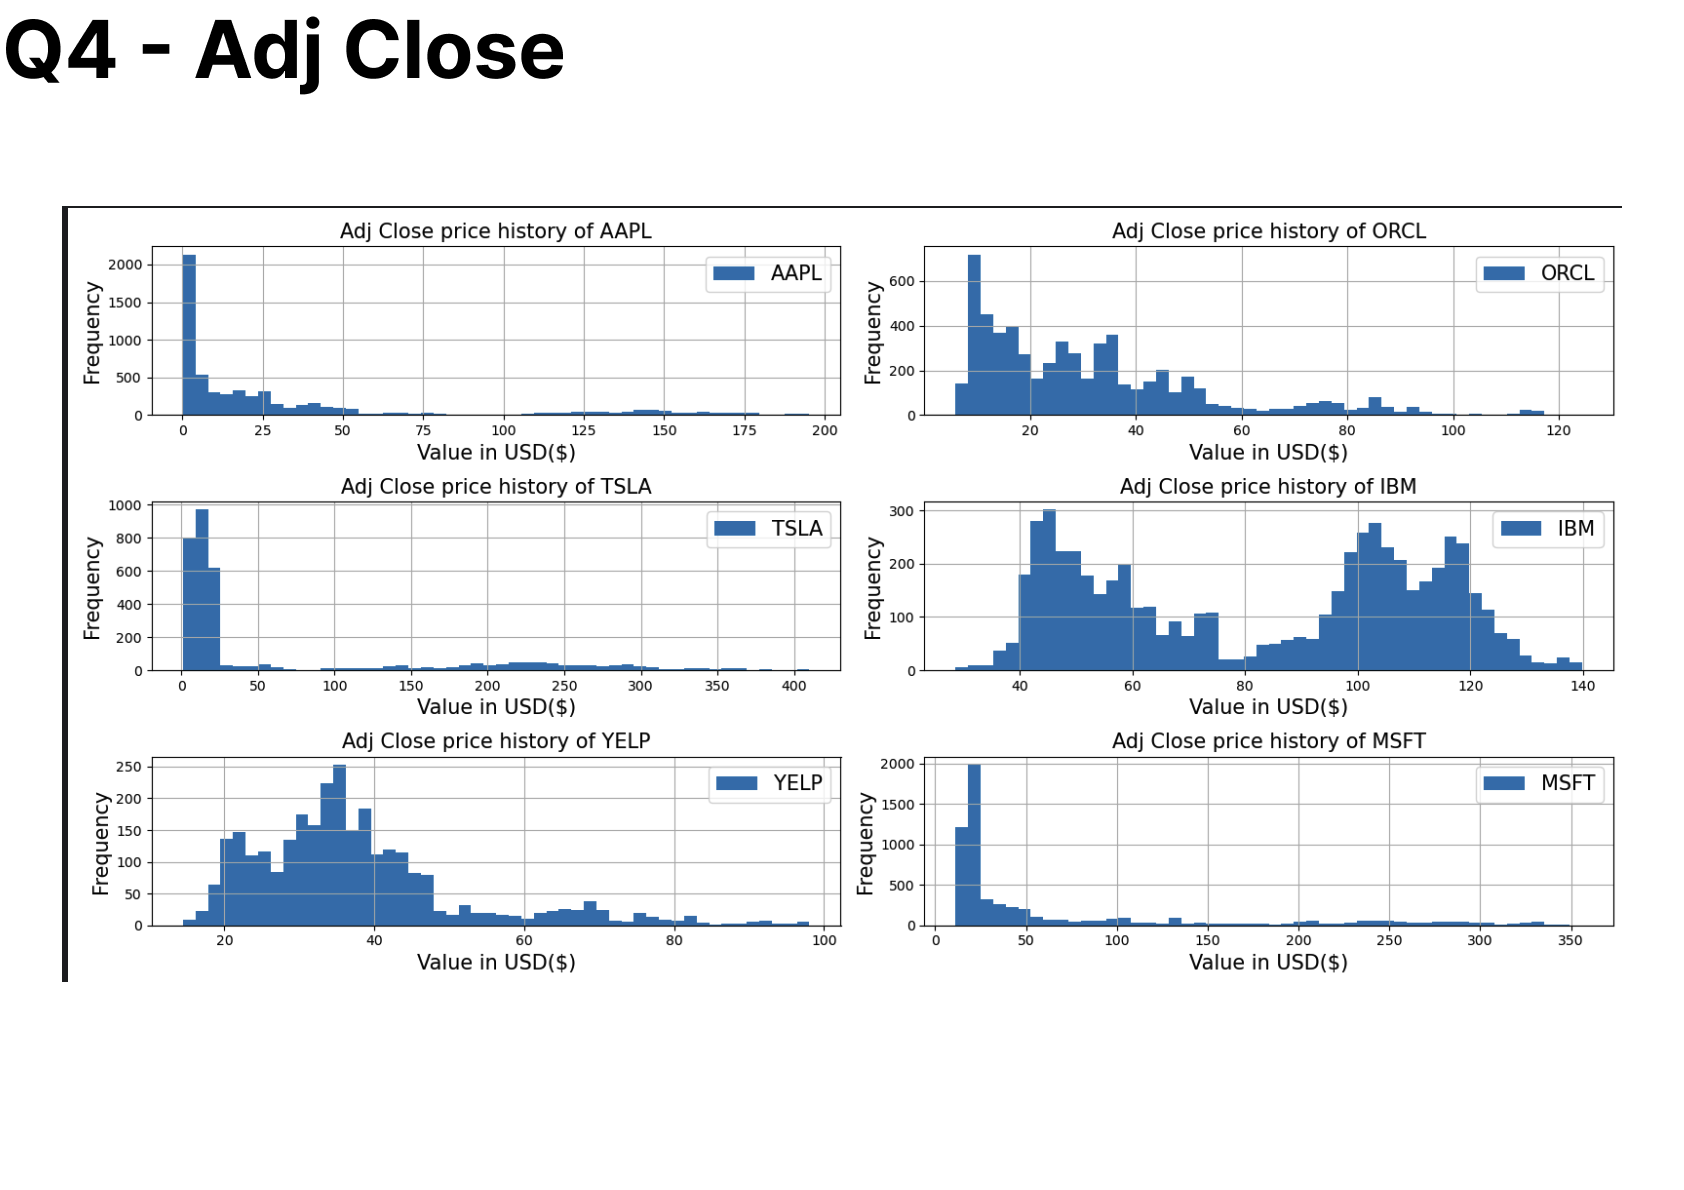 Q4 - Adj Close
Adj Close price history of AAPL
Frequency
2000
1500
1000
500
0
AAPL
0 25 50 75 100 125 150 175 200
Value in USD($)
Adj Close price history of ORCL
Frequency
600
400
200
0
ORCL
20 40 60 80 100 120
Value in USD($)
Adj Close price history of TSLA
Frequency
1000
800
600
400
200
0
TSLA
0 50 100 150 200 250 300 350 400
Value in USD($)
Adj Close price history of IBM
Frequency
300
200
100
0
IBM
40 60 80 100 120 140
Value in USD($)
Adj Close price history of YELP
Frequency
250
200
150
100
50
0
YELP
20 40 60 80 100
Value in USD($)
Adj Close price history of MSFT
Frequency
2000
1500
1000
500
0
MSFT
0 50 100 150 200 250 300 350
Value in USD($)